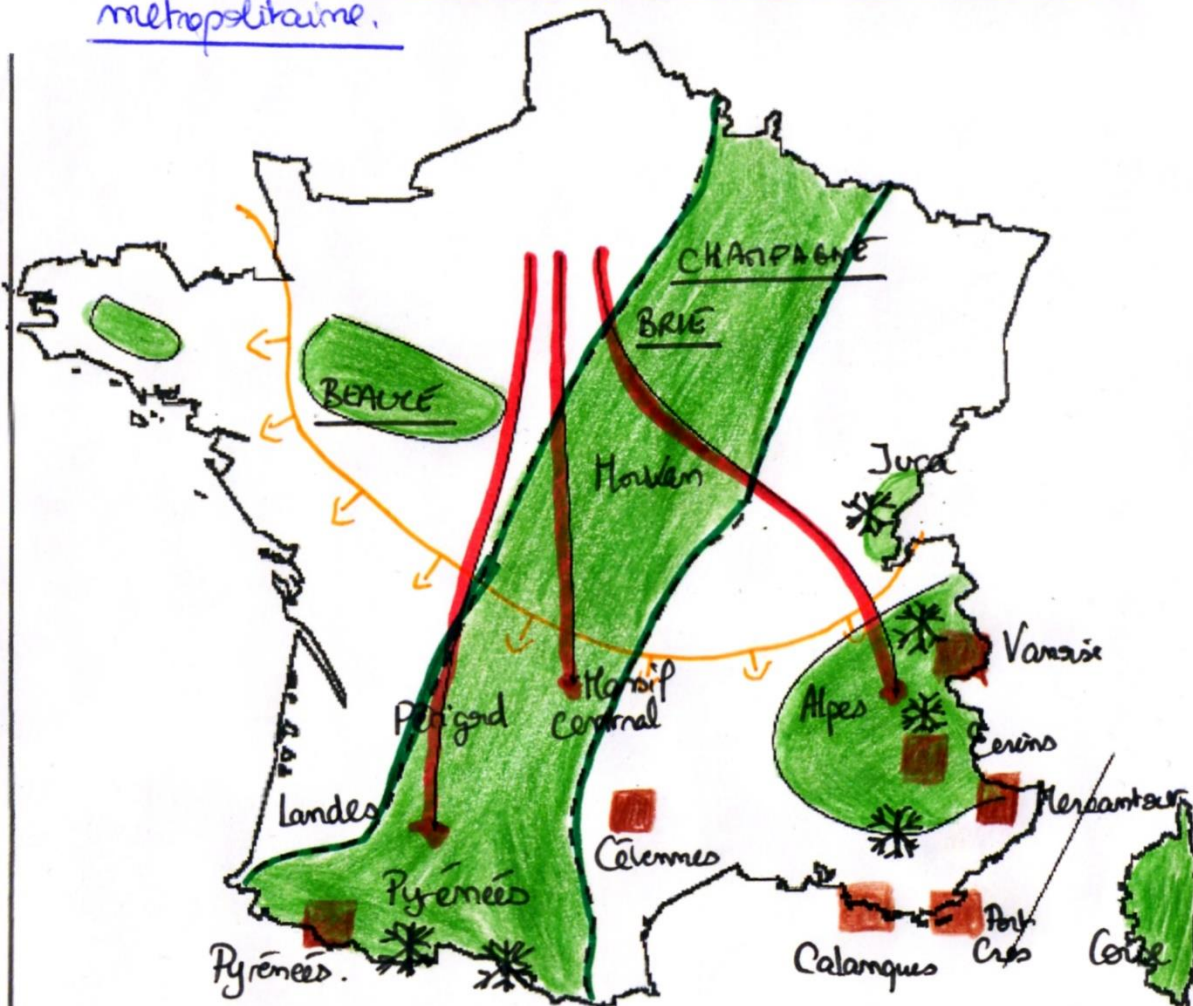 métropolitaine.
CHAMPAGNE
BRIE
BEAUCE
Morvan
Jura
Vanoise
Massif
central
Périgord
Alpes
Ecrins
Landes
Mercantour
Cévennes
Pyrénées
Pyrénées.
Calanques
Port
Cros
Corse